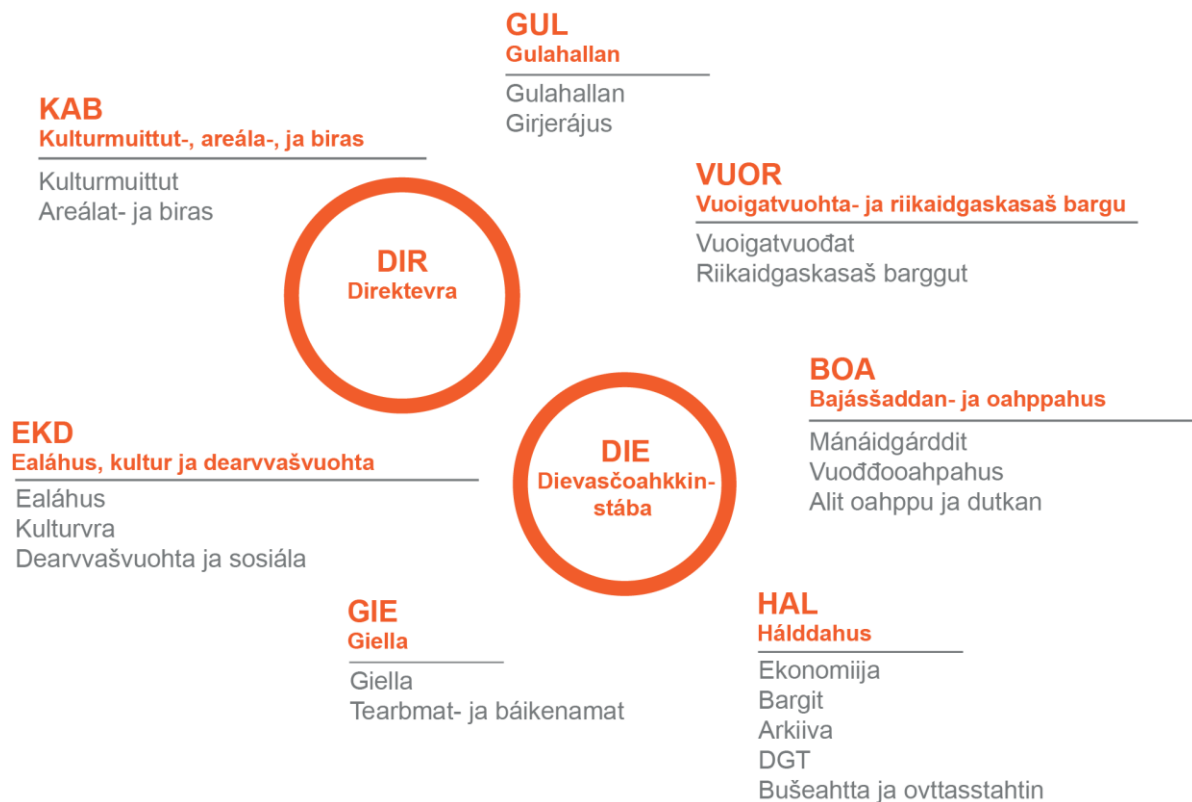 GUL
Gulahallan
Gulahallan
Girjerájus
KAB
Kulturmuittut-, areála-, ja biras
Kulturmuittut
Areálat- ja biras
VUOR
Vuoigatvuohta- ja riikaidgaskasaš bargu
Vuoigatvuođat
Riikaidgaskasaš barggut
DIR
Direktevra
BOA
Bajásšaddan- ja oahppahus
Mánáidgárddit
Vuođđooahpahus
Alit oahppu ja dutkan
EKD
Ealáhus, kultur ja dearvvašvuohta
Ealáhus
Kulturvra
Dearvvašvuohta ja sosiála
DIE
Dievasčoahkkin-
stába
GIE
Giella
Giella
Tearbmat- ja báikenamat
HAL
Hálddahus
Ekonomiija
Bargit
Arkiiva
DGT
Bušeahtta ja ovttasstahtin